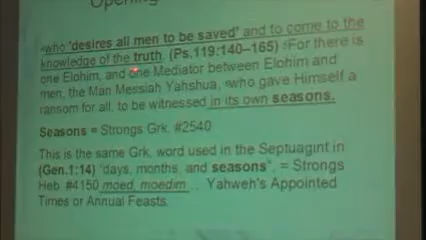 Opening
4who "desires all men to be saved" and to come to the
knowledge of the truth. (Ps.119:140–165) 5For there is
one Elohim, and one Mediator between Elohim and
men, the Man Messiah Yahshua, 6who gave Himself a
ransom for all, to be witnessed in its own seasons.
Seasons = Strongs Grk. #2540
This is the same Grk. word used in the Septuagint in
(Gen.1:14) "days, months, and seasons". = Strongs
Heb. #4150 moed, moedim . . Yahweh's Appointed
Times or Annual Feasts.